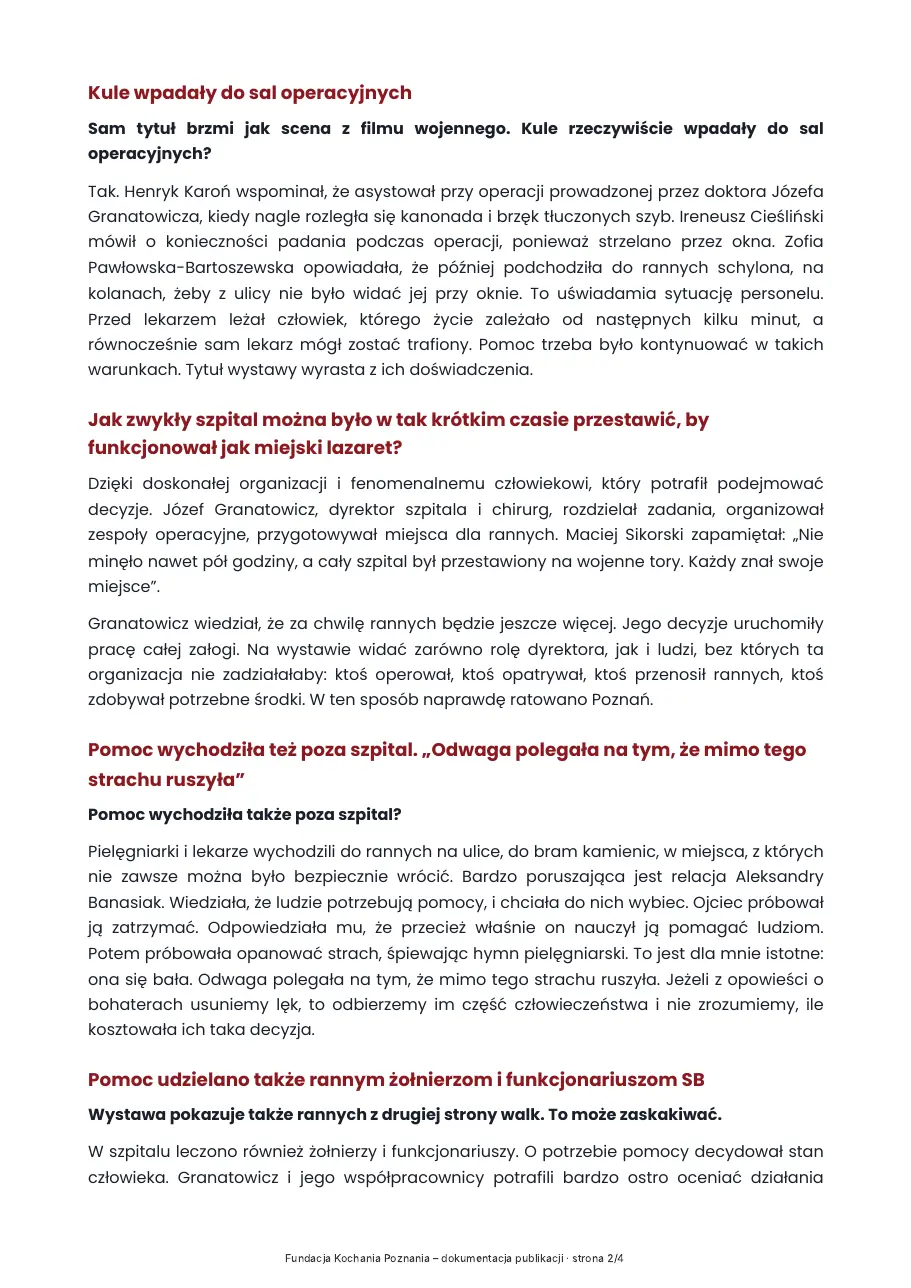 Kule wpadały do sal operacyjnych
Sam tytuł brzmi jak scena z filmu wojennego. Kule rzeczywiście wpadały do sal
operacyjnych?
Tak. Henryk Karoń wspominał, że asystował przy operacji prowadzonej przez doktora Józefa
Granatowicza, kiedy nagle rozległa się kanonada i brzęk tłuczonych szyb. Ireneusz Cieśliński
mówił o konieczności padania podczas operacji, ponieważ strzelano przez okna. Zofia
Pawłowska-Bartoszewska opowiadała, że później podchodziła do rannych schylona, na
kolanach, żeby z ulicy nie było widać jej przy oknie. To uświadamia sytuację personelu.
Przed lekarzem leżał człowiek, którego życie zależało od następnych kilku minut, a
równocześnie sam lekarz mógł zostać trafiony. Pomoc trzeba było kontynuować w takich
warunkach. Tytuł wystawy wyrasta z ich doświadczenia.
Jak zwykły szpital można było w tak krótkim czasie przestawić, by
funkcjonował jak miejski lazaret?
Dzięki doskonałej organizacji i fenomenalnemu człowiekowi, który potrafił podejmować
decyzje. Józef Granatowicz, dyrektor szpitala i chirurg, rozdzielał zadania, organizował
zespoły operacyjne, przygotowywał miejsca dla rannych. Maciej Sikorski zapamiętał: „Nie
minęło nawet pół godziny, a cały szpital był przestawiony na wojenne tory. Każdy znał swoje
miejsce”.
Granatowicz wiedział, że za chwilę rannych będzie jeszcze więcej. Jego decyzje uruchomiły
pracę całej załogi. Na wystawie widać zarówno rolę dyrektora, jak i ludzi, bez których ta
organizacja nie zadziałałaby: ktoś operował, ktoś opatrywał, ktoś przenosił rannych, ktoś
zdobywał potrzebne środki. W ten sposób naprawdę ratowano Poznań.
Pomoc wychodziła też poza szpital. „Odwaga polegała na tym, że mimo tego
strachu ruszyła”
Pomoc wychodziła także poza szpital?
Pielęgniarki i lekarze wychodzili do rannych na ulice, do bram kamienic, w miejsca, z których
nie zawsze można było bezpiecznie wrócić. Bardzo poruszająca jest relacja Aleksandry
Banasiak. Wiedziała, że ludzie potrzebują pomocy, i chciała do nich wybiec. Ojciec próbował
ją zatrzymać. Odpowiedziała mu, że przecież właśnie on nauczył ją pomagać ludziom.
Potem próbowała opanować strach, śpiewając hymn pielęgniarski. To jest dla mnie istotne:
ona się bała. Odwaga polegała na tym, że mimo tego strachu ruszyła. Jeżeli z opowieści o
bohaterach usuniemy lęk, to odbierzemy im część człowieczeństwa i nie zrozumiemy, ile
kosztowała ich taka decyzja.
Pomoc udzielano także rannym żołnierzom i funkcjonariuszom SB
Wystawa pokazuje także rannych z drugiej strony walk. To może zaskakiwać.
W szpitalu leczono również żołnierzy i funkcjonariuszy. O potrzebie pomocy decydował stan
człowieka. Granatowicz i jego współpracownicy potrafili bardzo ostro oceniać działania
Fundacja Kochania Poznania – dokumentacja publikacji · strona 2/4